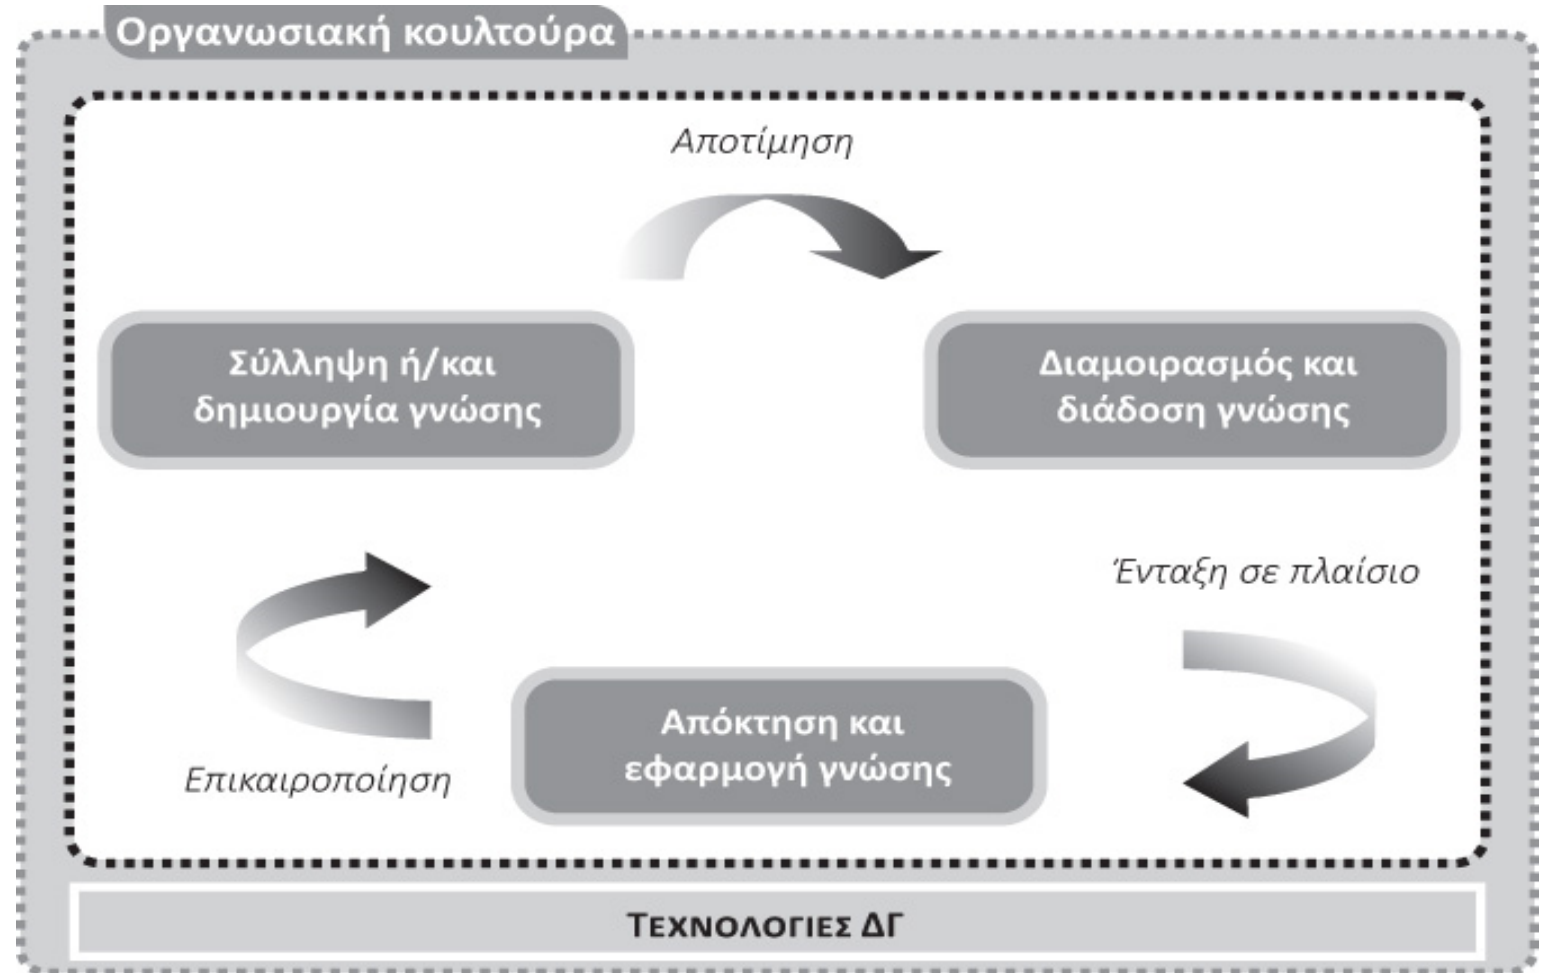 Οργανωσιακή κουλτούρα
Αποτίμηση
Σύλληψη ή/και
δημιουργία γνώσης
Διαμοιρασμός και
διάδοση γνώσης
Ένταξη σε πλαίσιο
Απόκτηση και
εφαρμογή γνώσης
Επικαιροποίηση
ΤΕΧΝΟΛΟΓΙΕΣ ΔΓ